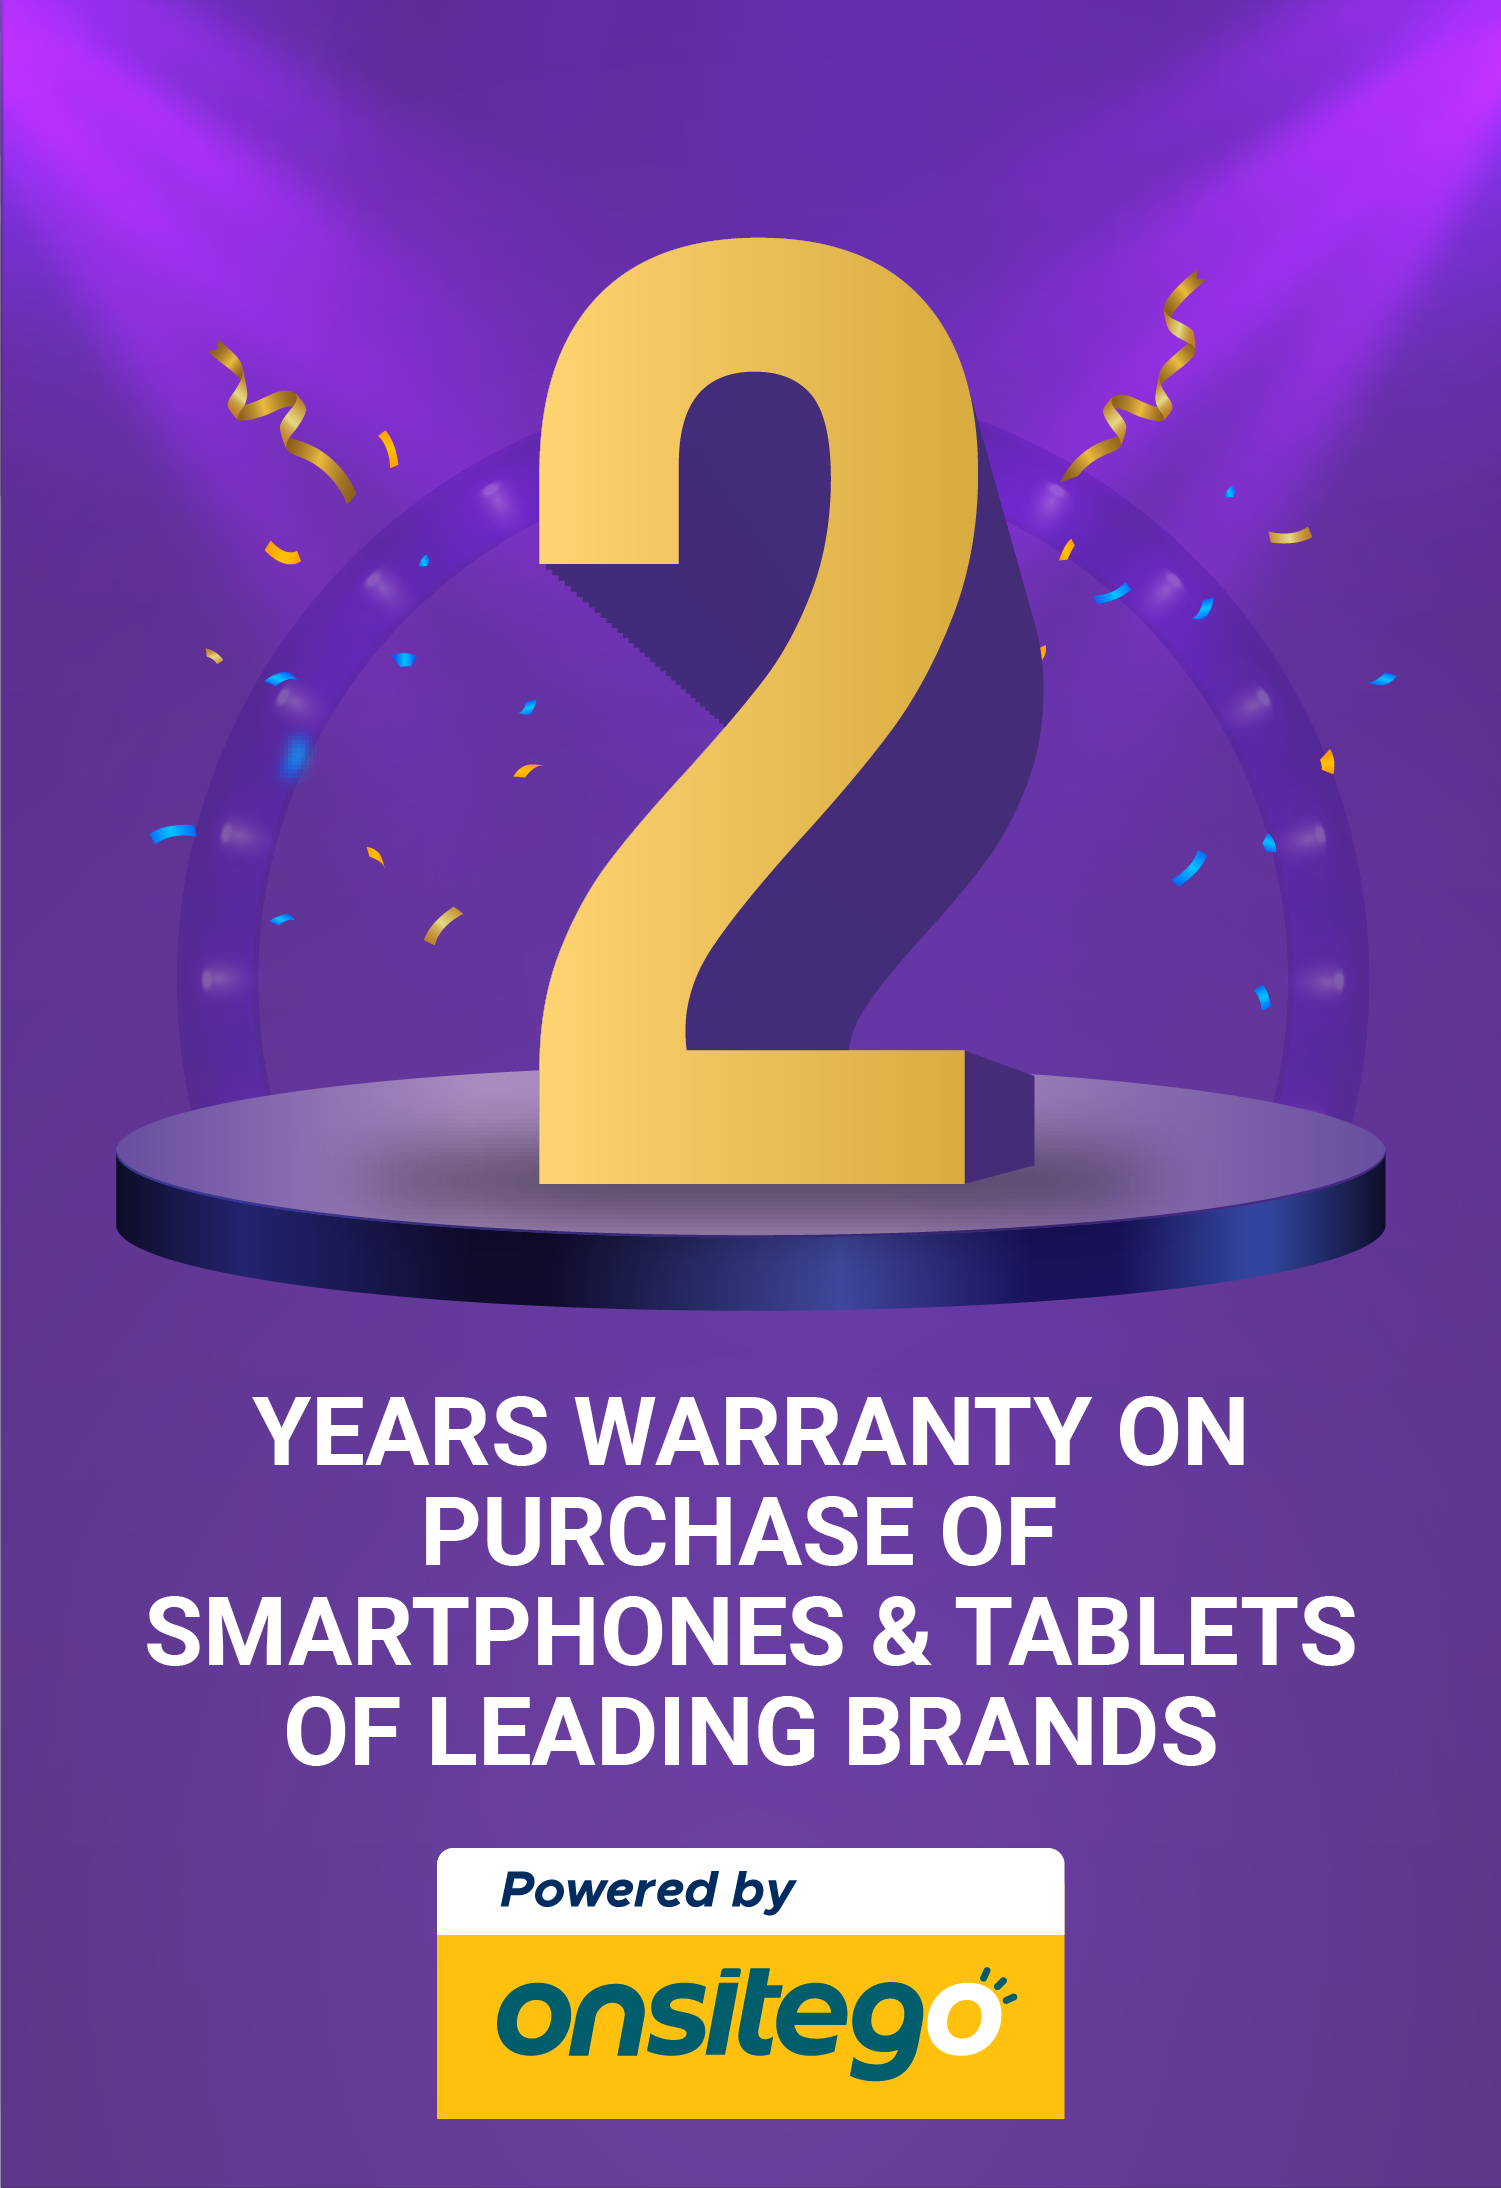 2
YEARS WARRANTY ON
PURCHASE OF
SMARTPHONES & TABLETS
OF LEADING BRANDS
Powered by
onsitego